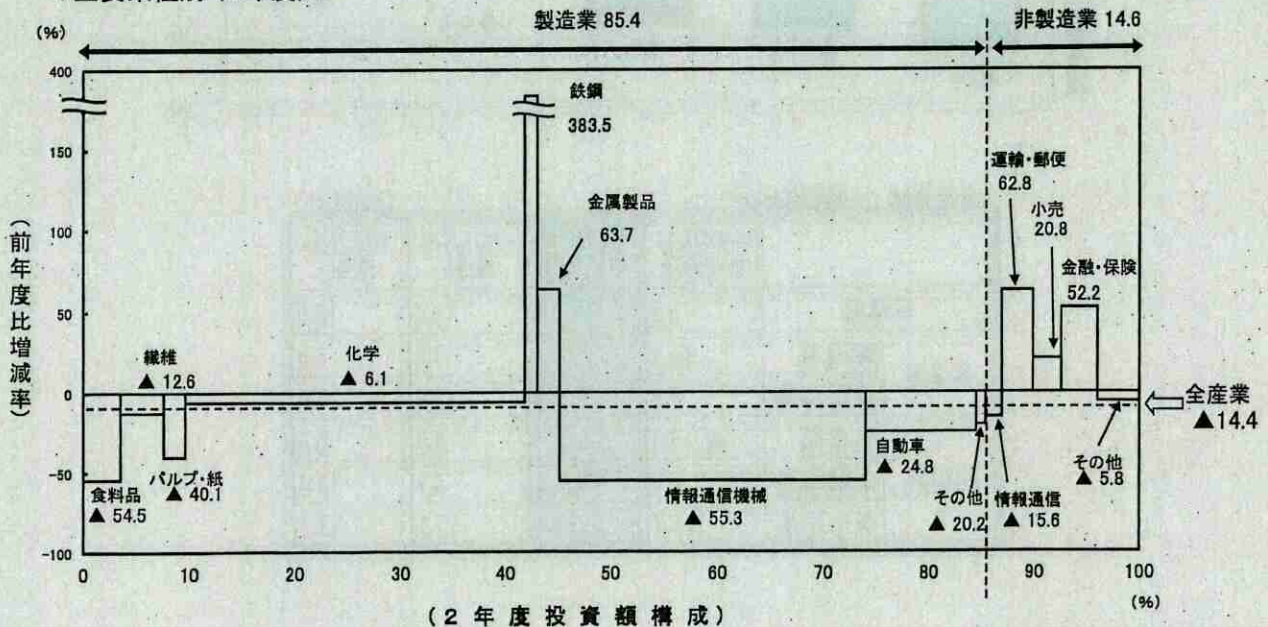 製造業 85.4
非製造業 14.6
(%)
400
150
100
50
0
-50
-100
(前年度比増減率)
鉄鋼
383.5
金属製品
63.7
運輸・郵便
62.8
小売
20.8
金融・保険
52.2
繊維
▲ 12.6
化学
▲ 6.1
全産業
▲14.4
食料品
▲ 54.5
パルプ・紙
▲ 40.1
情報通信機械
▲ 55.3
自動車
▲ 24.8
その他
▲ 20.2
情報通信
▲ 15.6
その他
▲ 5.8
0 10 20 30 40 50 60 70 80 90 100
(%)
(2年度投資額構成)